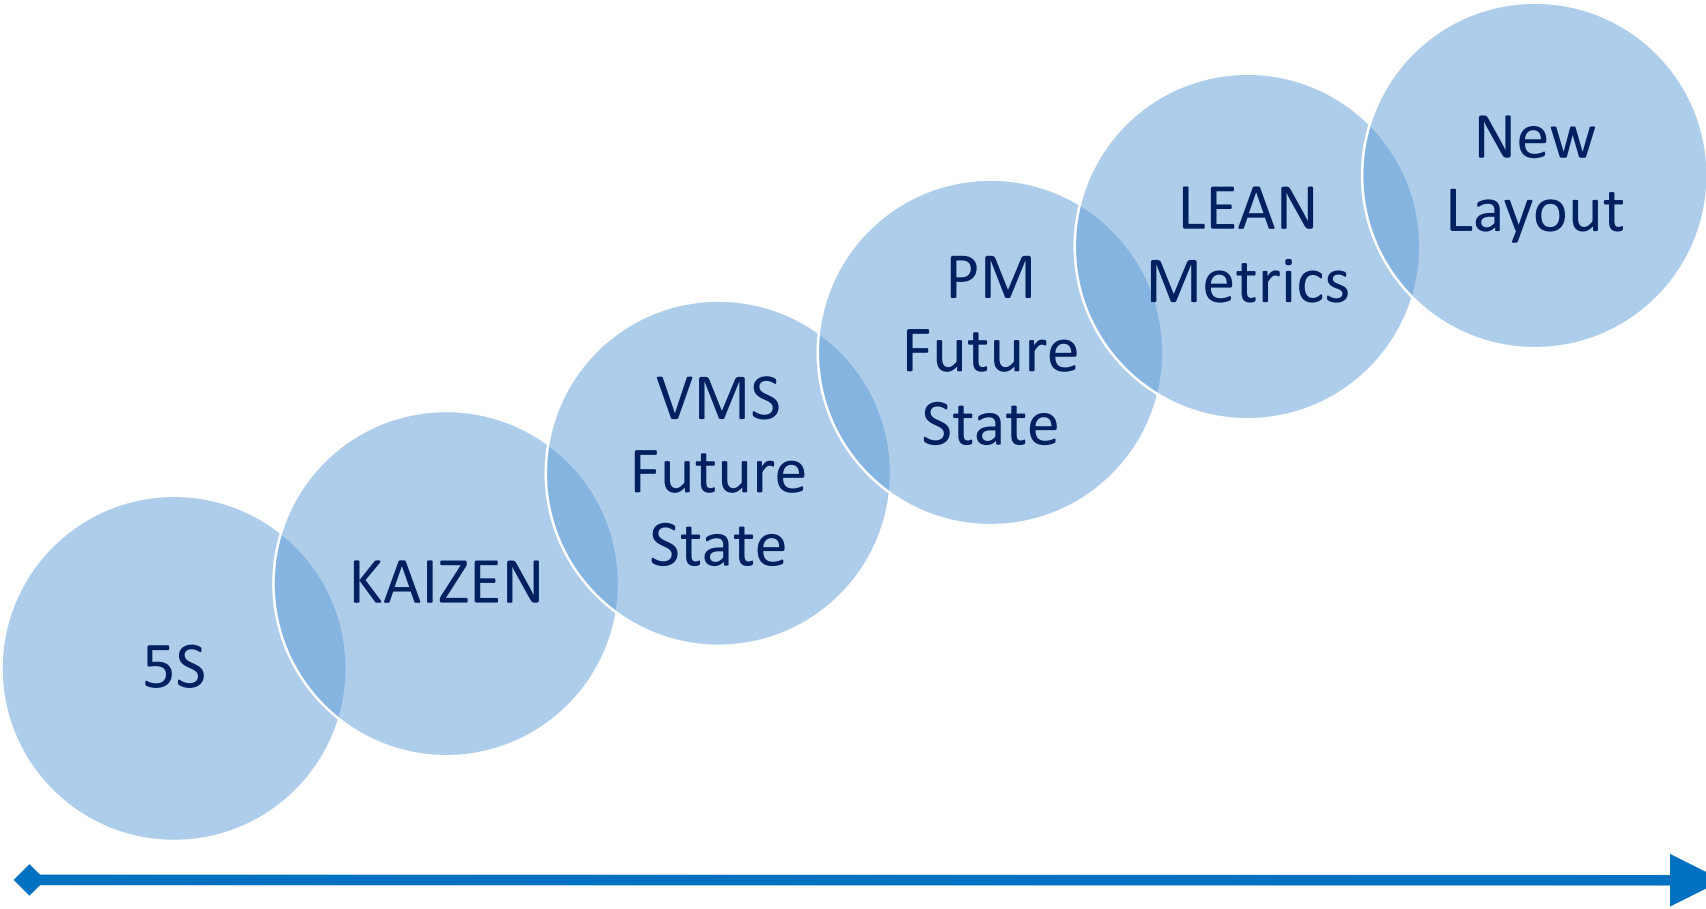 5S
KAIZEN
VMS
Future
State
PM
Future
State
LEAN
Metrics
New
Layout